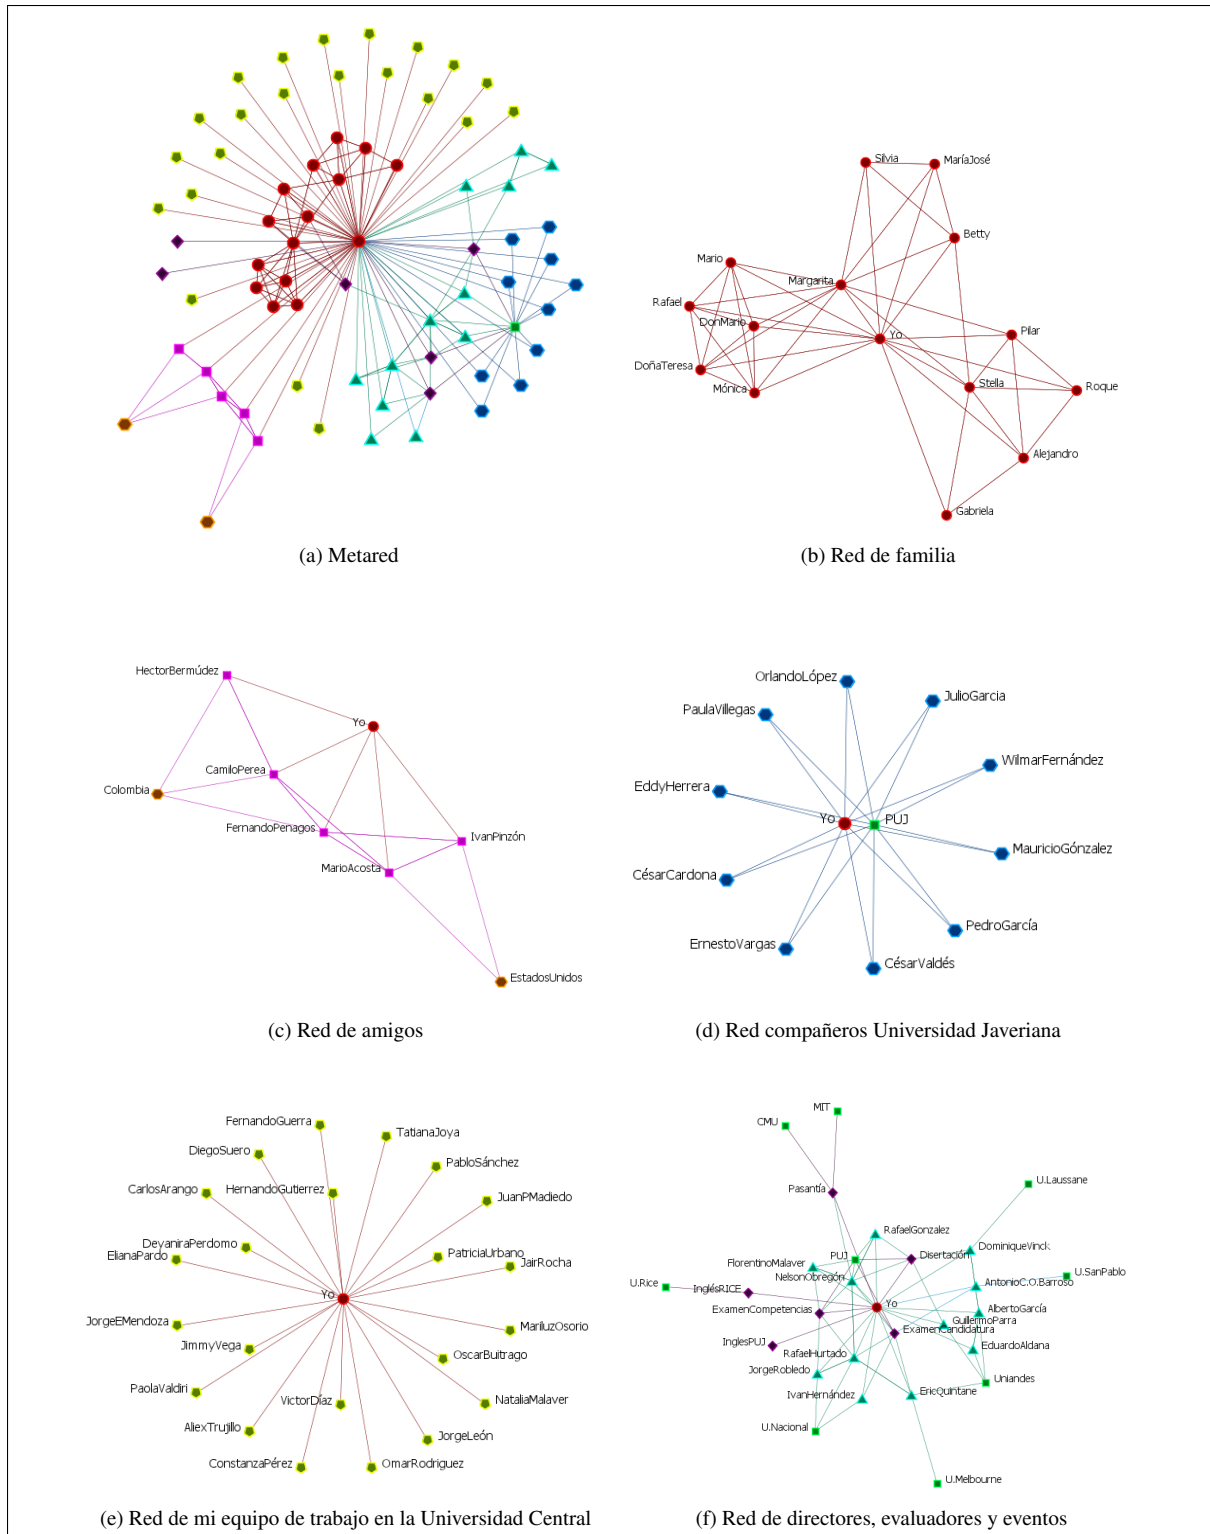 Silvia
MaríaJosé
Betty
Mario
Margarita
Rafael
DonMario
Yo
Pilar
DoñaTeresa
Mónica
Stella
Roque
Alejandro
Gabriela
(a) Metared
(b) Red de familia
HectorBermúdez
Yo
CamiloPerea
Colombia
FernandoPenagos
IvanPinzón
MarioAcosta
EstadosUnidos
OrlandoLópez
JulioGarcia
PaulaVillegas
WilmarFernández
EddyHerrera
Yo
PUJ
MauricioGónzalez
CésarCardona
PedroGarcía
ErnestoVargas
CésarValdés
(c) Red de amigos
(d) Red compañeros Universidad Javeriana
FernandoGuerra
TatianaJoya
DiegoSuero
PabloSánchez
CarlosArango
HernandoGutierrez
JuanPMadiedo
DeyaniraPerdomo
ElianaPardo
PatriciaUrbano
JairRocha
Yo
JorgeEMendoza
MariluzOsorio
JimmyVega
OscarBuitrago
PaolaValdiri
VictorDíaz
NataliaMalaver
AliexTrujillo
JorgeLeón
ConstanzaPérez
OmarRodriguez
MIT
CMU
Pasantía
U.Laussane
RafaelGonzalez
PUJ
Disertación
DominiqueVinck
FlorentinoMalaver
NelsonObregón
U.SanPablo
U.Rice
InglésRICE
AntonioC.O.Barroso
Yo
ExamenCompetencias
AlbertoGarcía
GuillermoParra
ExamenCandidatura
InglesPUJ
EduardoAldana
RafaelHurtado
JorgeRobledo
Uniandes
IvanHernández
EricQuintane
U.Nacional
U.Melbourne
(e) Red de mi equipo de trabajo en la Universidad Central
(f) Red de directores, evaluadores y eventos